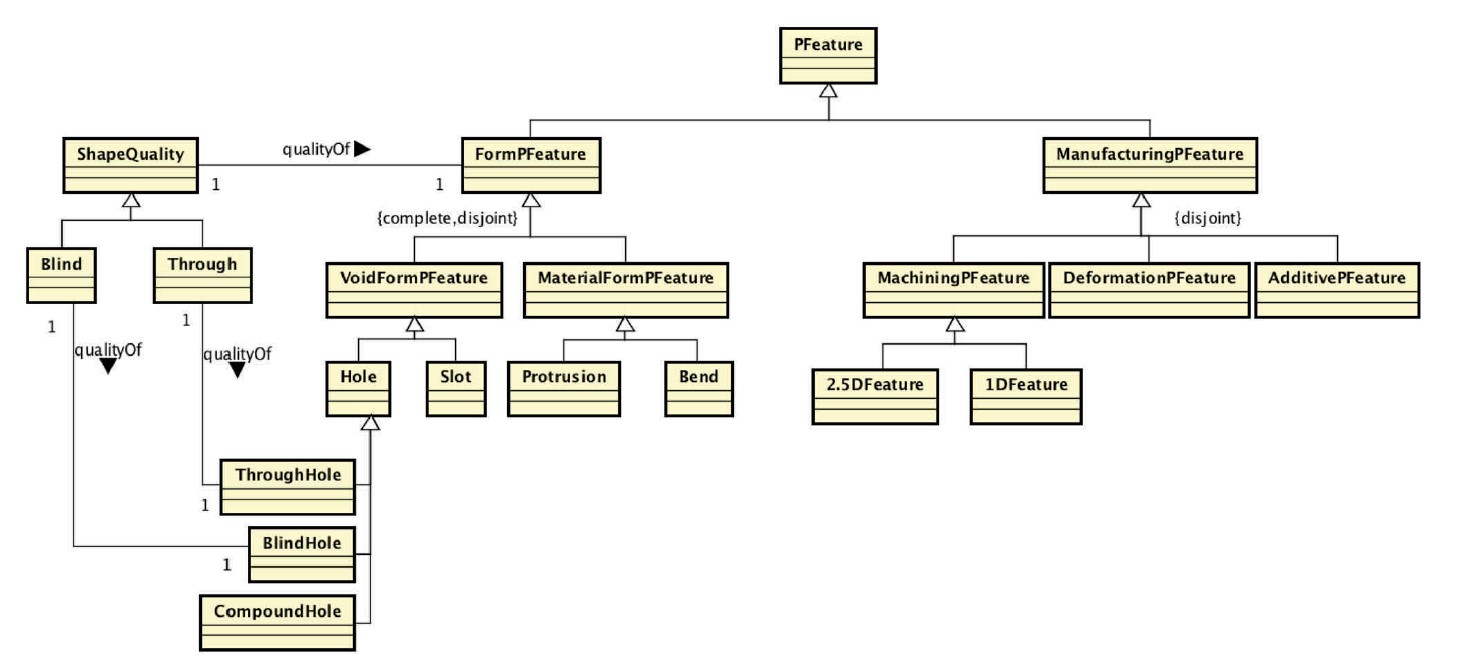 PFeature
qualityOf ▶
ShapeQuality
FormPFeature
ManufacturingPFeature
1
1
{complete,disjoint}
{disjoint}
Blind
Through
VoidFormPFeature
MaterialFormPFeature
MachiningPFeature
DeformationPFeature
AdditivePFeature
1
1
qualityOf
qualityOf
Hole
Slot
Protrusion
Bend
2.5DFeature
1DFeature
ThroughHole
1
BlindHole
1
CompoundHole